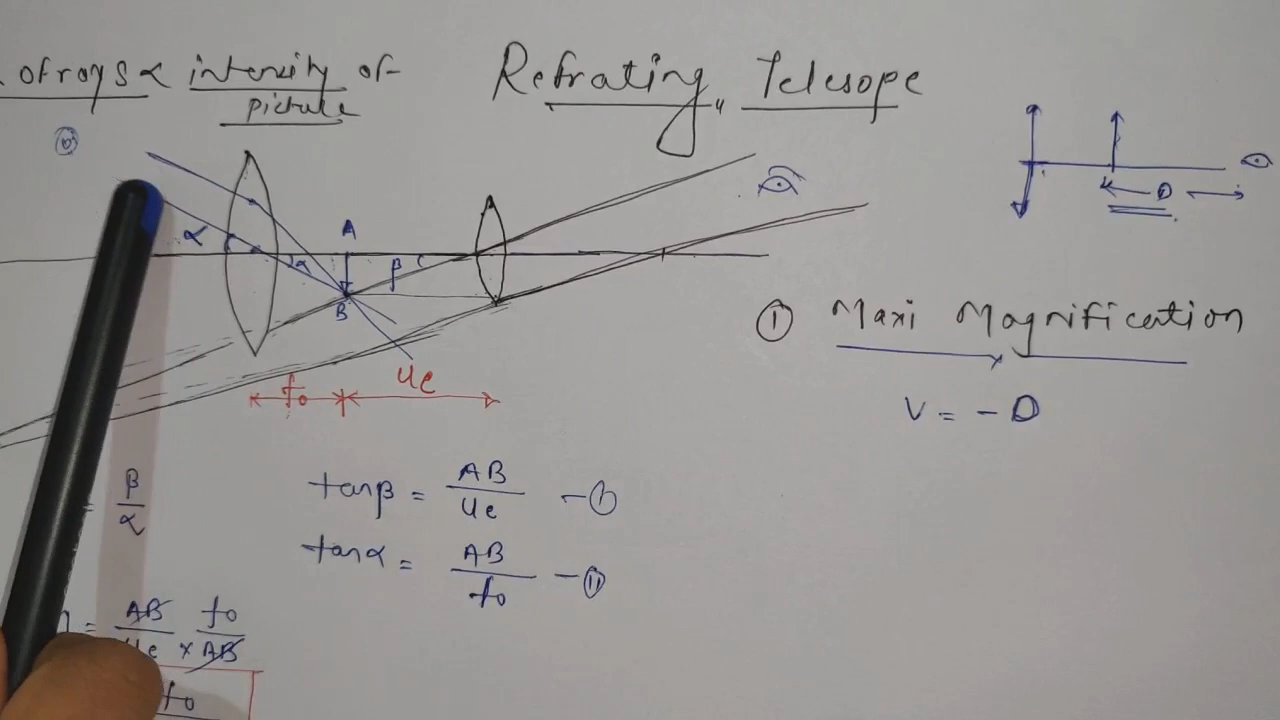 of rays ∝ intensity of
picture
Refrating Telesope
α
α
A
β
B
fo
ue
D
① Maxi Magnification
V = - D
= β/α
tanβ = AB/ue - ①
tanα = AB/fo - ②
= AB/ue × fo/AB
fo